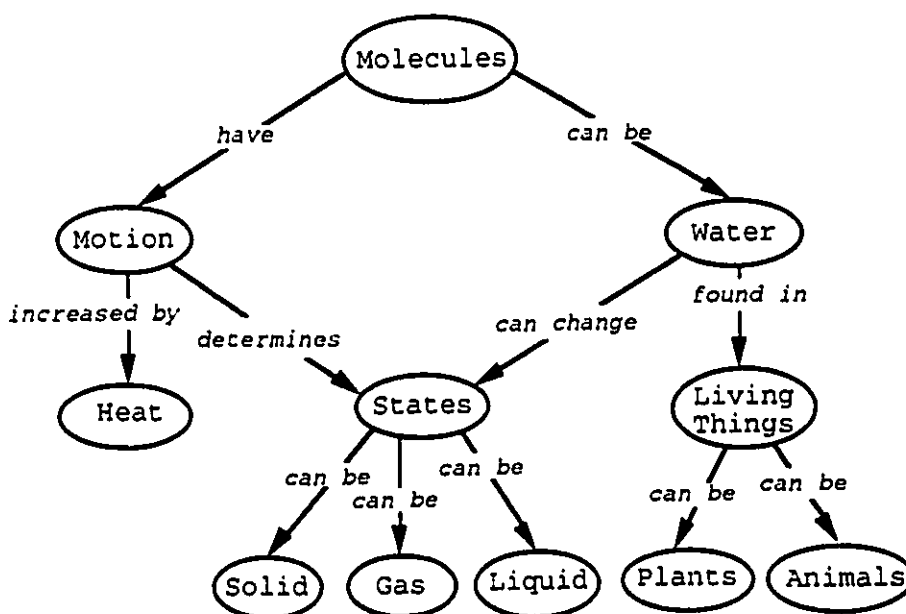 Molecules
have
can be
Motion
Water
increased by
found in
determines
can change
Heat
States
Living
Things
can be
can be
can be
can be
can be
Solid
Gas
Liquid
Plants
Animals